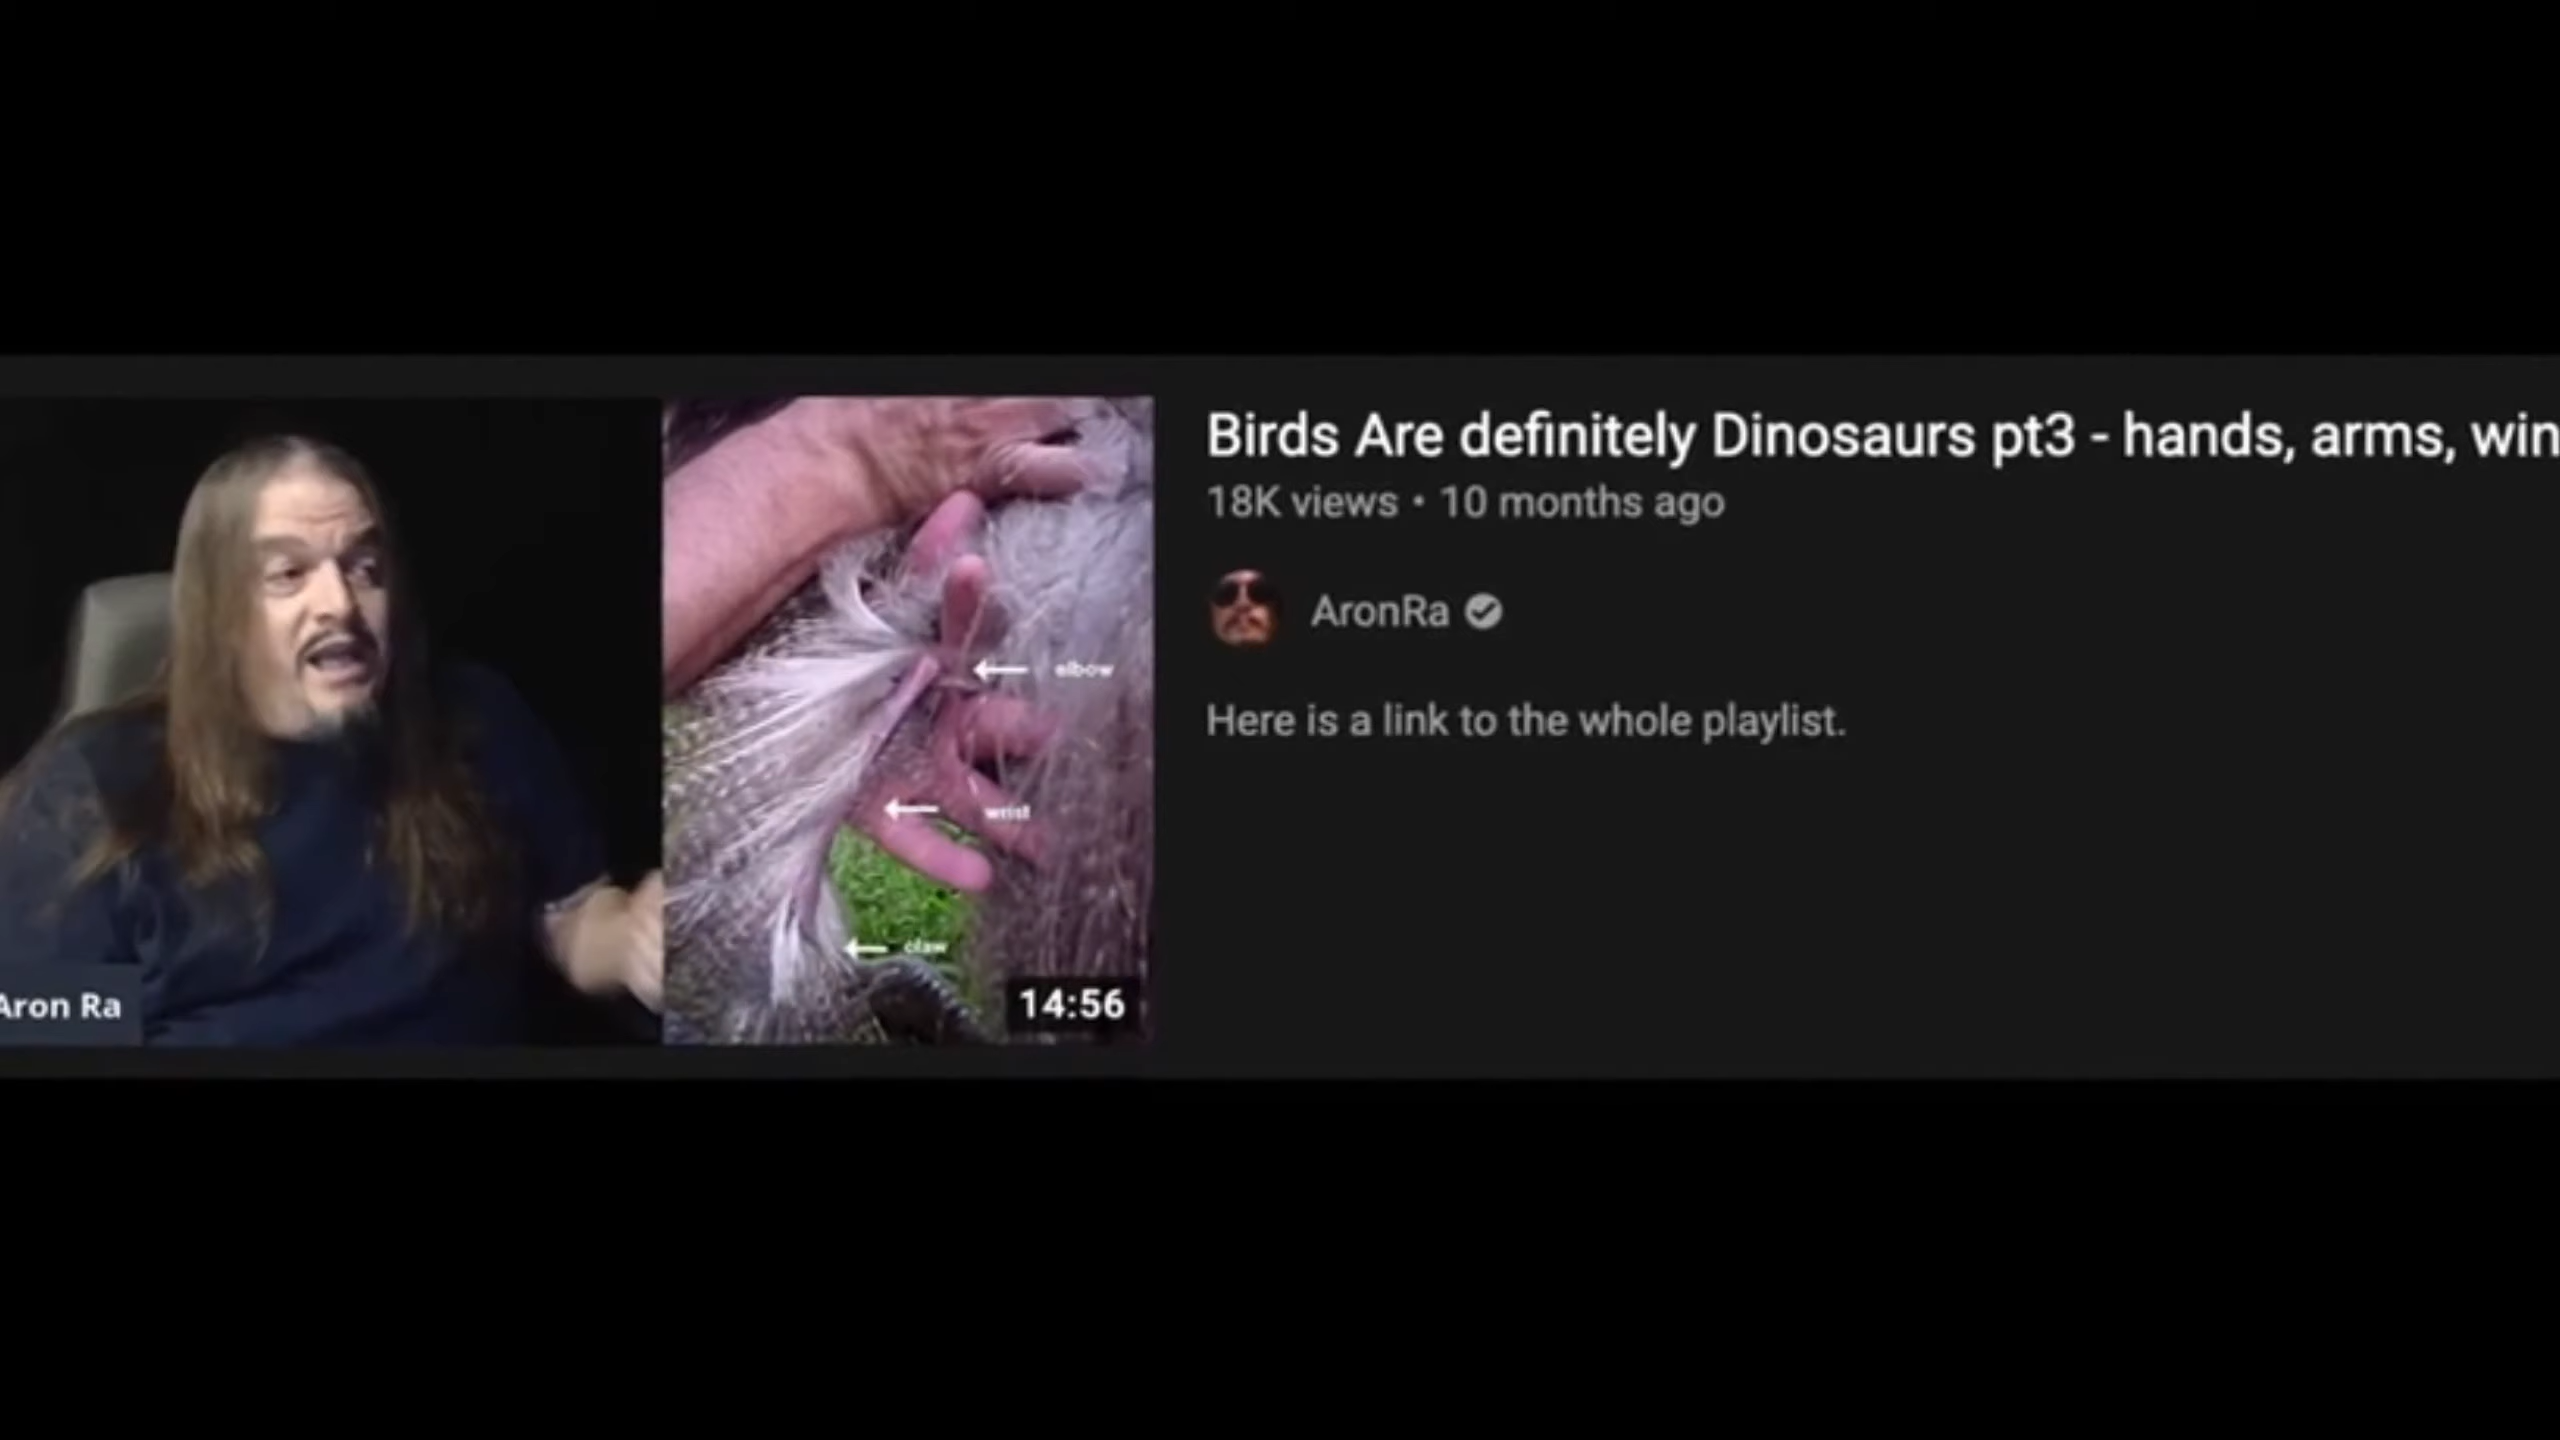 Birds Are definitely Dinosaurs pt3 - hands, arms, win
18K views • 10 months ago
AronRa
Here is a link to the whole playlist.
elbow
wrist
claw
14:56
Aron Ra